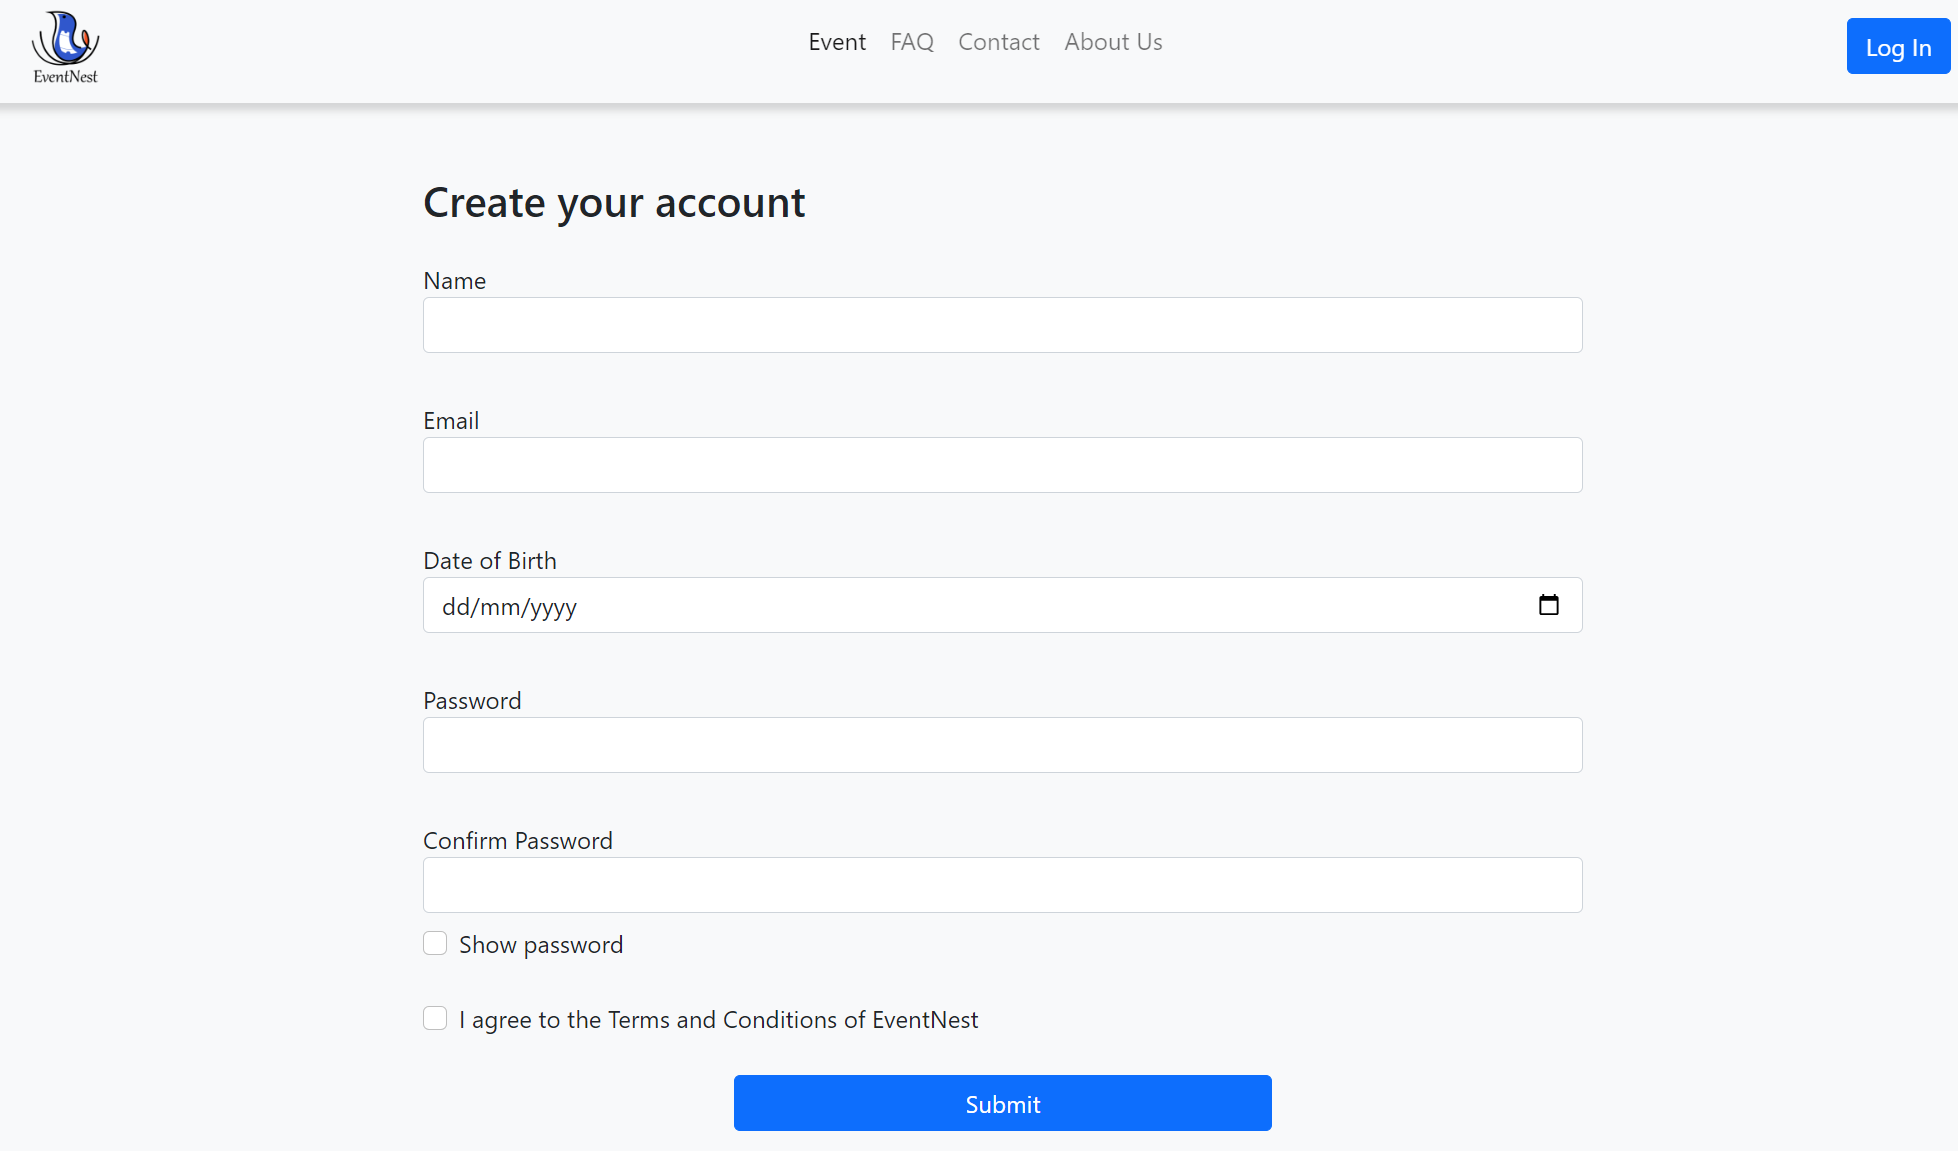 EventNest
Event FAQ Contact About Us
Log In
Create your account
Name
Email
Date of Birth
dd/mm/yyyy
Password
Confirm Password
Show password
I agree to the Terms and Conditions of EventNest
Submit